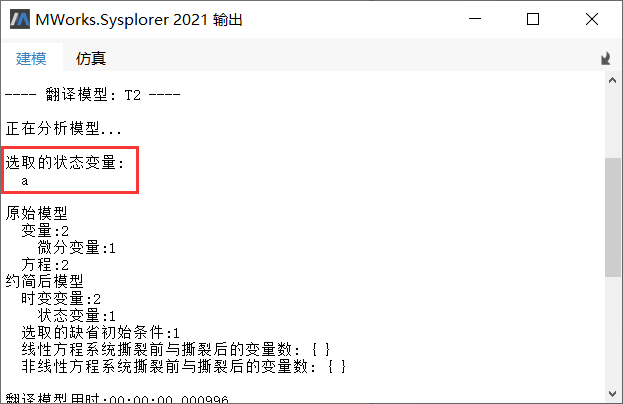 MWorks.Sysplorer 2021 输出
建模 仿真
---- 翻译模型: T2 ----
正在分析模型...
选取的状态变量:
a
原始模型
变量:2
微分变量:1
方程:2
约简后模型
时变变量:2
状态变量:1
选取的缺省初始条件:1
线性方程系统撕裂前与撕裂后的变量数: { }
非线性方程系统撕裂前与撕裂后的变量数: { }
翻译模型用时:00:00:00.000996